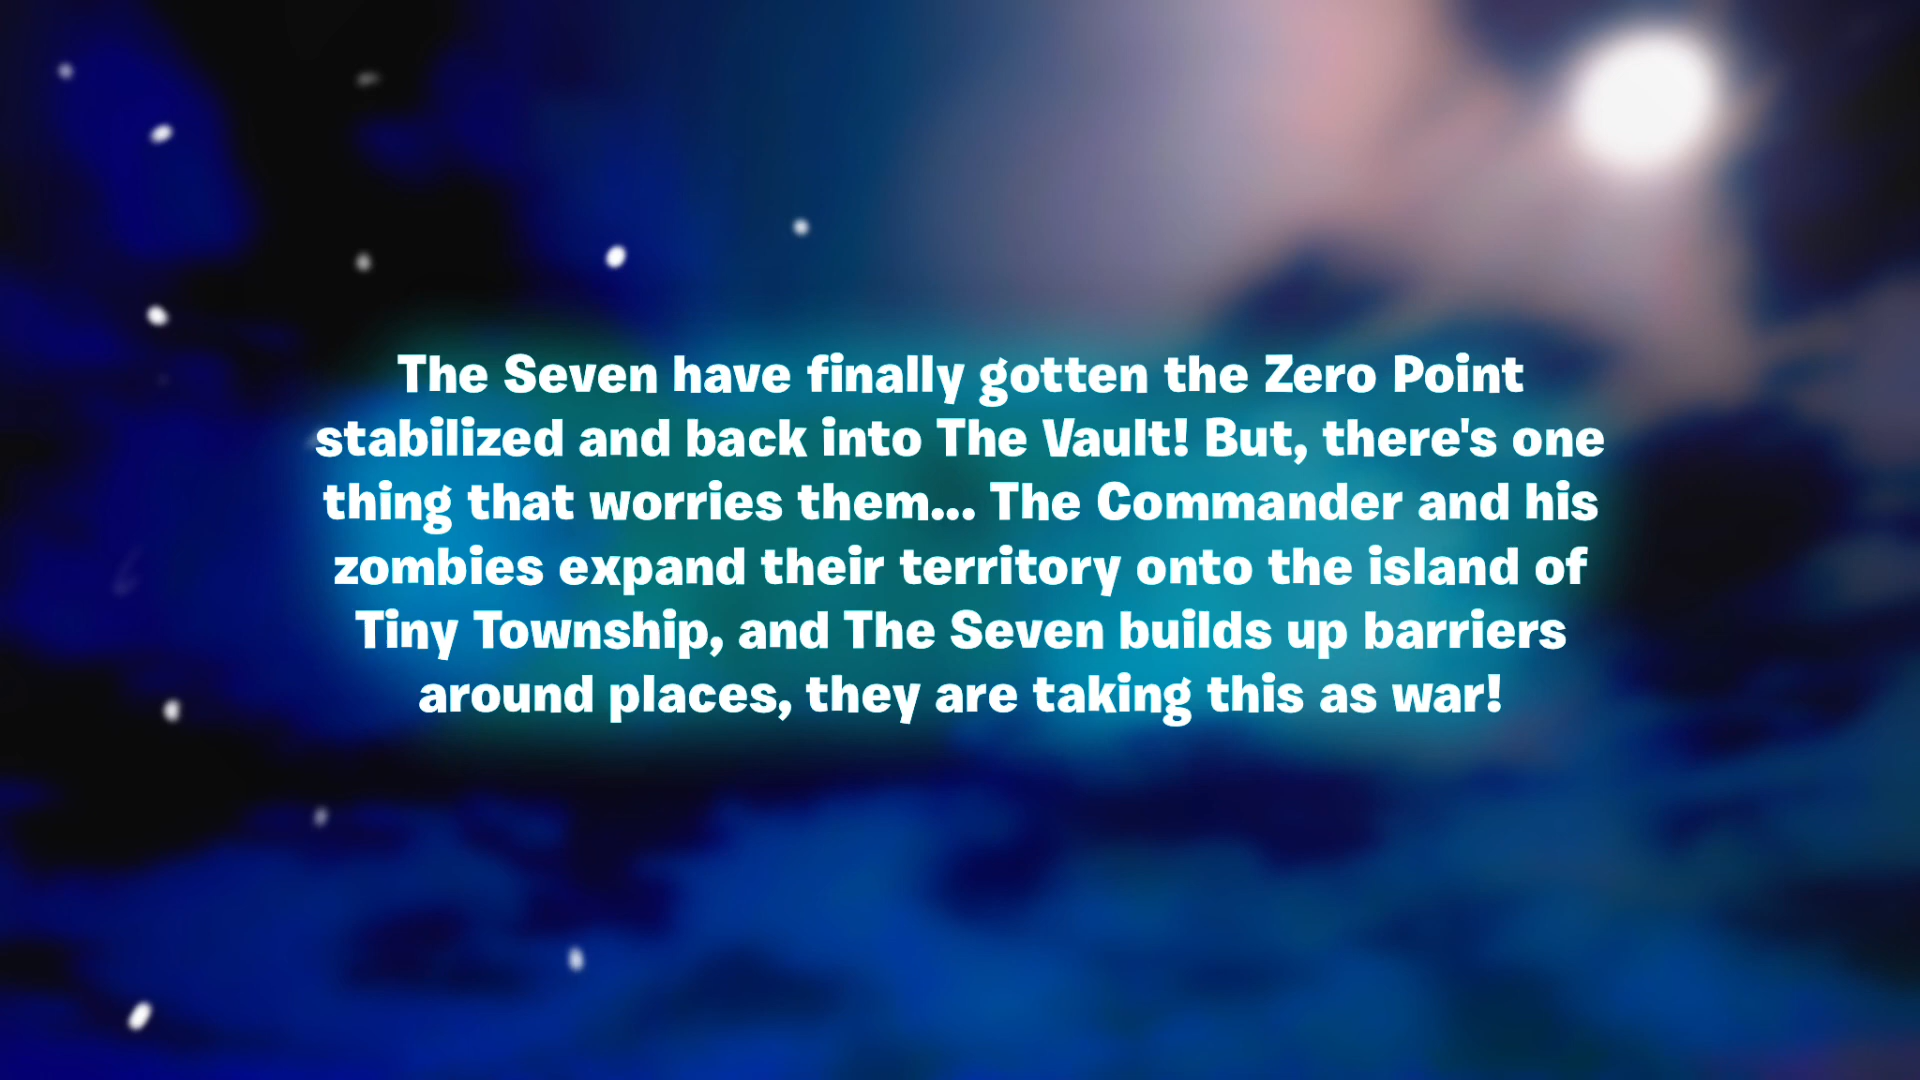 The Seven have finally gotten the Zero Point
stabilized and back into The Vault! But, there's one
thing that worries them... The Commander and his
zombies expand their territory onto the island of
Tiny Township, and The Seven builds up barriers
around places, they are taking this as war!